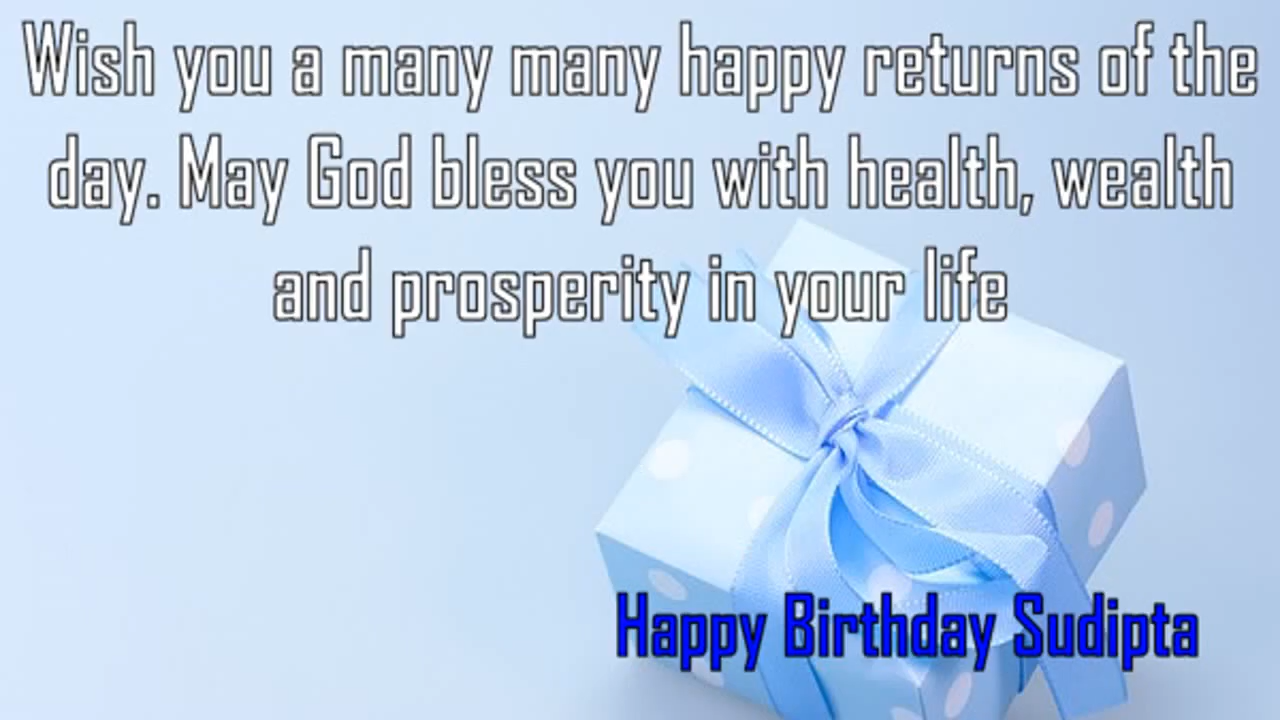 Wish you a many many happy returns of the
day. May God bless you with health, wealth
and prosperity in your life
Happy Birthday Sudipta